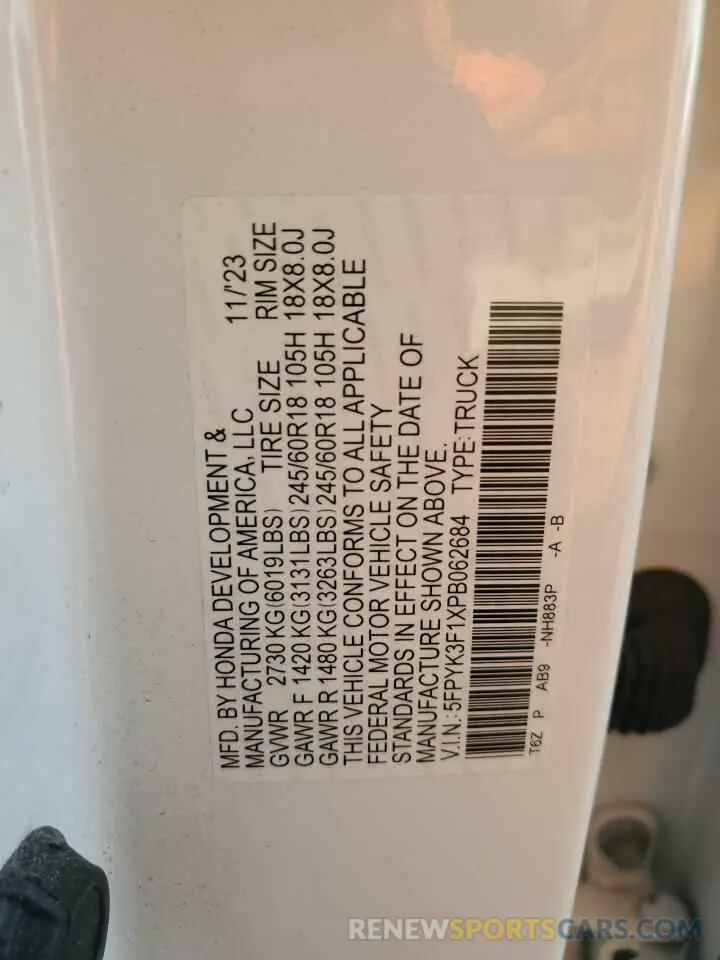 MFD. BY HONDA DEVELOPMENT &
MANUFACTURING OF AMERICA, LLC 11/'23
GVWR 2730 KG(6019LBS) TIRE SIZE RIM SIZE
GAWR F 1420 KG(3131LBS) 245/60R18 105H 18X8.0J
GAWR R 1480 KG(3263LBS) 245/60R18 105H 18X8.0J
THIS VEHICLE CONFORMS TO ALL APPLICABLE
FEDERAL MOTOR VEHICLE SAFETY
STANDARDS IN EFFECT ON THE DATE OF
MANUFACTURE SHOWN ABOVE.
V.I.N.: 5FPYK3F1XPB062684 TYPE: TRUCK
T6Z P AB9 -NH883P -A -B
RENEWSPORTSCARS.COM